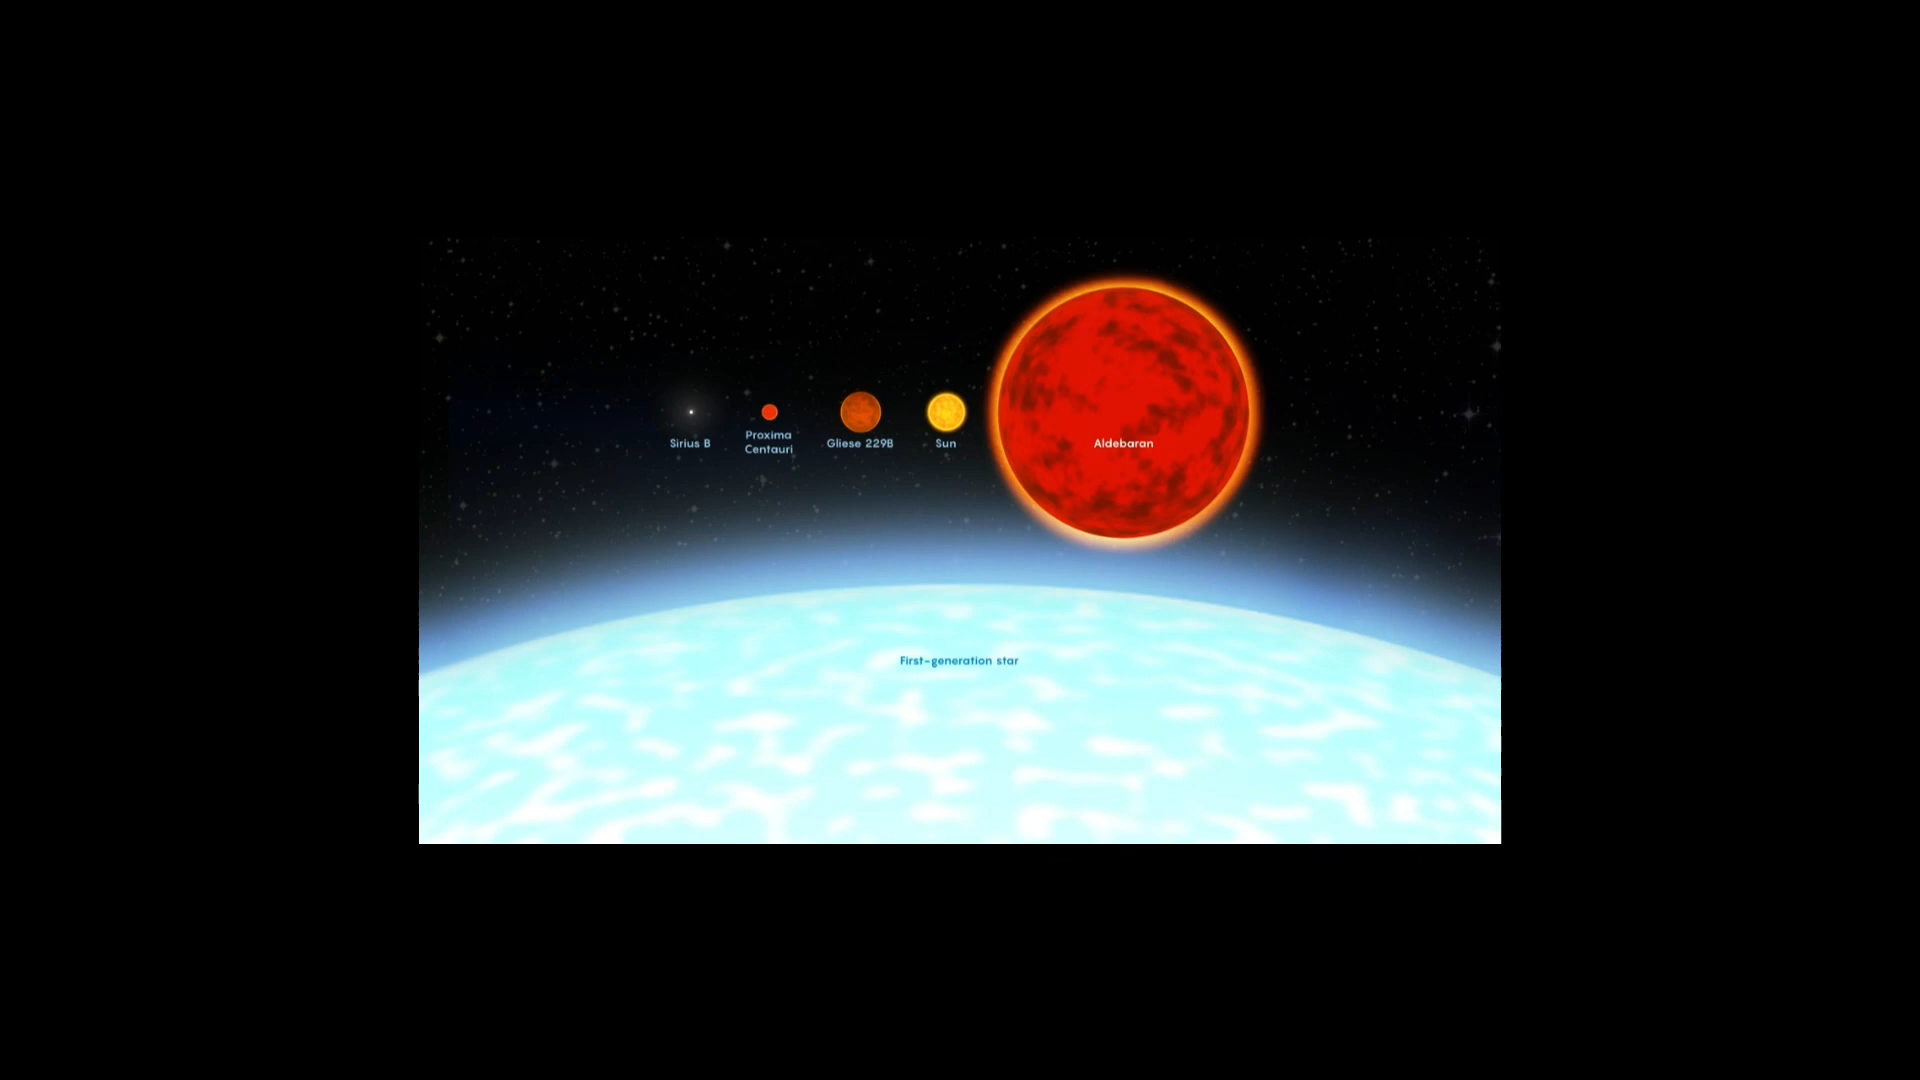 Sirius B
Proxima
Centauri
Gliese 229B
Sun
Aldebaran
First-generation star